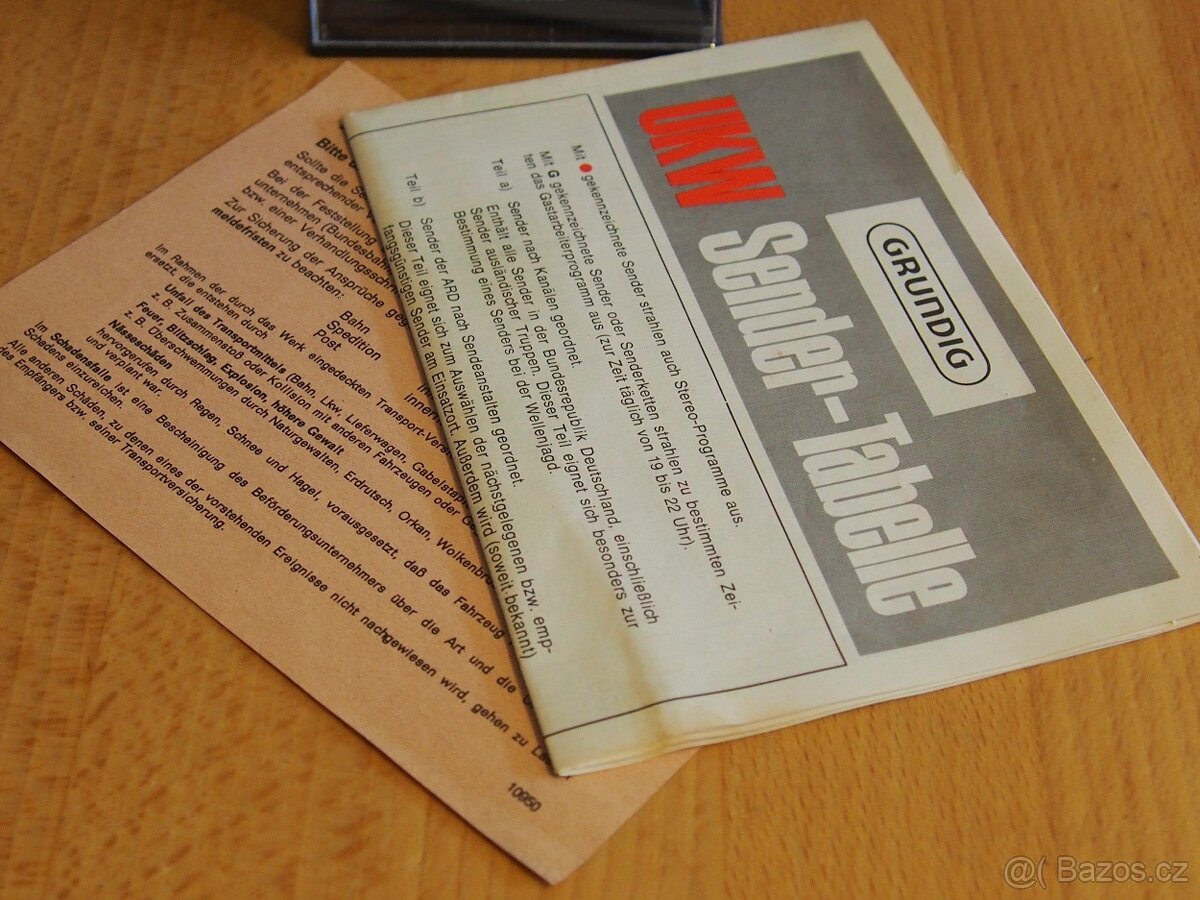 GRUNDIG
UKW Sender-Tabelle
Mit ● gekennzeichnete Sender strahlen auch Stereo-Programme aus.
Mit G gekennzeichnete Sender oder Senderketten strahlen zu bestimmten Zei-
ten das Gastarbeiterprogramm aus (zur Zeit täglich von 19 bis 22 Uhr).
Teil a) Sender nach Kanälen geordnet.
Enthält alle Sender in der Bundesrepublik Deutschland, einschließlich
Sender ausländischer Truppen. Dieser Teil eignet sich besonders zur
Bestimmung eines Senders bei der Wellenjagd.
Teil b) Sender der ARD nach Sendeanstalten geordnet.
Dieser Teil eignet sich zum Auswählen der nächstgelegenen bzw. emp-
fangsgünstigen Sender am Einsatzort. Außerdem wird (soweit bekannt)
Bitte
Sollte die
entsprechender
Bei der Feststellung
unternehmen (Bundesbahn
bzw. einer Verhandlungssch
Zur Sicherung der Ansprüche
meldefristen zu beachten:
Bahn
Spedition
Post
Im Rahmen der durch das Werk eingedeckten Transport-Vers
ersetzt, die entstehen durch
Unfall des Transportmittels (Bahn, Lkw, Lieferwagen, Gabelstap
z. B. Zusammenstoß oder Kollision mit anderen Fahrzeugen oder
Feuer, Blitzschlag, Explosion, höhere Gewalt
z. B. Überschwemmungen durch Naturgewalten, Erdrutsch, Orkan, Wolkenbru
Nässeschäden
hervorgerufen durch Regen, Schnee und Hagel, vorausgesetzt, daß das Fahrzeug
und verplant war.
Im Schadensfalle ist eine Bescheinigung des Beförderungsunternehmers über die Art und die
Schadens einzureichen.
Alle anderen Schäden, zu denen eines der vorstehenden Ereignisse nicht nachgewiesen wird, gehen zu
des Empfängers bzw. seiner Transportversicherung.
10950
@( Bazos.cz